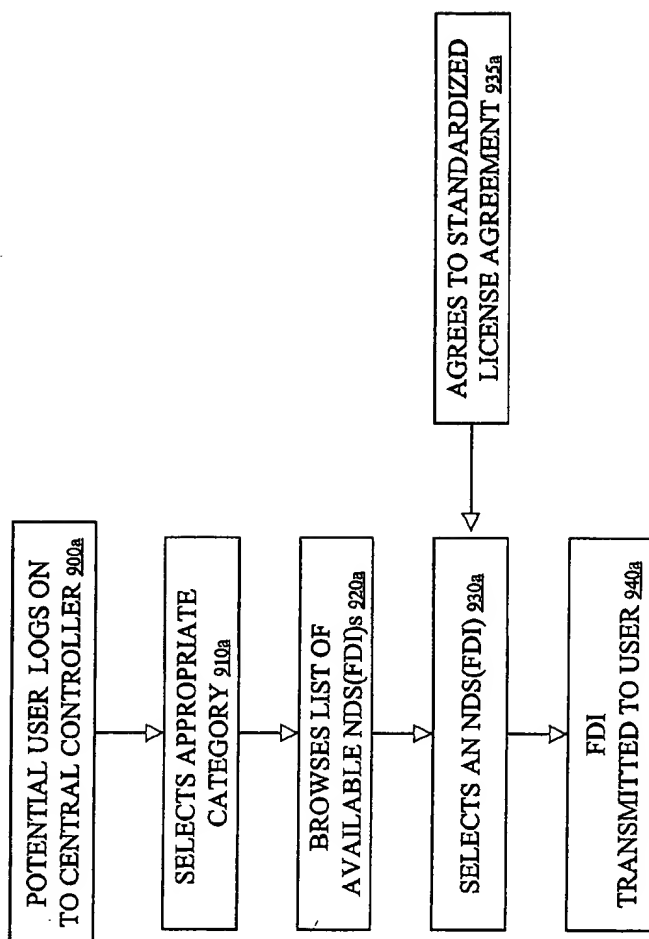 POTENTIAL USER LOGS ON
TO CENTRAL CONTROLLER 900a
SELECTS APPROPRIATE
CATEGORY 910a
BROWSES LIST OF
AVAILABLE NDS(FDI)s 920a
SELECTS AN NDS(FDI) 930a
AGREES TO STANDARDIZED
LICENSE AGREEMENT 935a
FDI
TRANSMITTED TO USER 940a